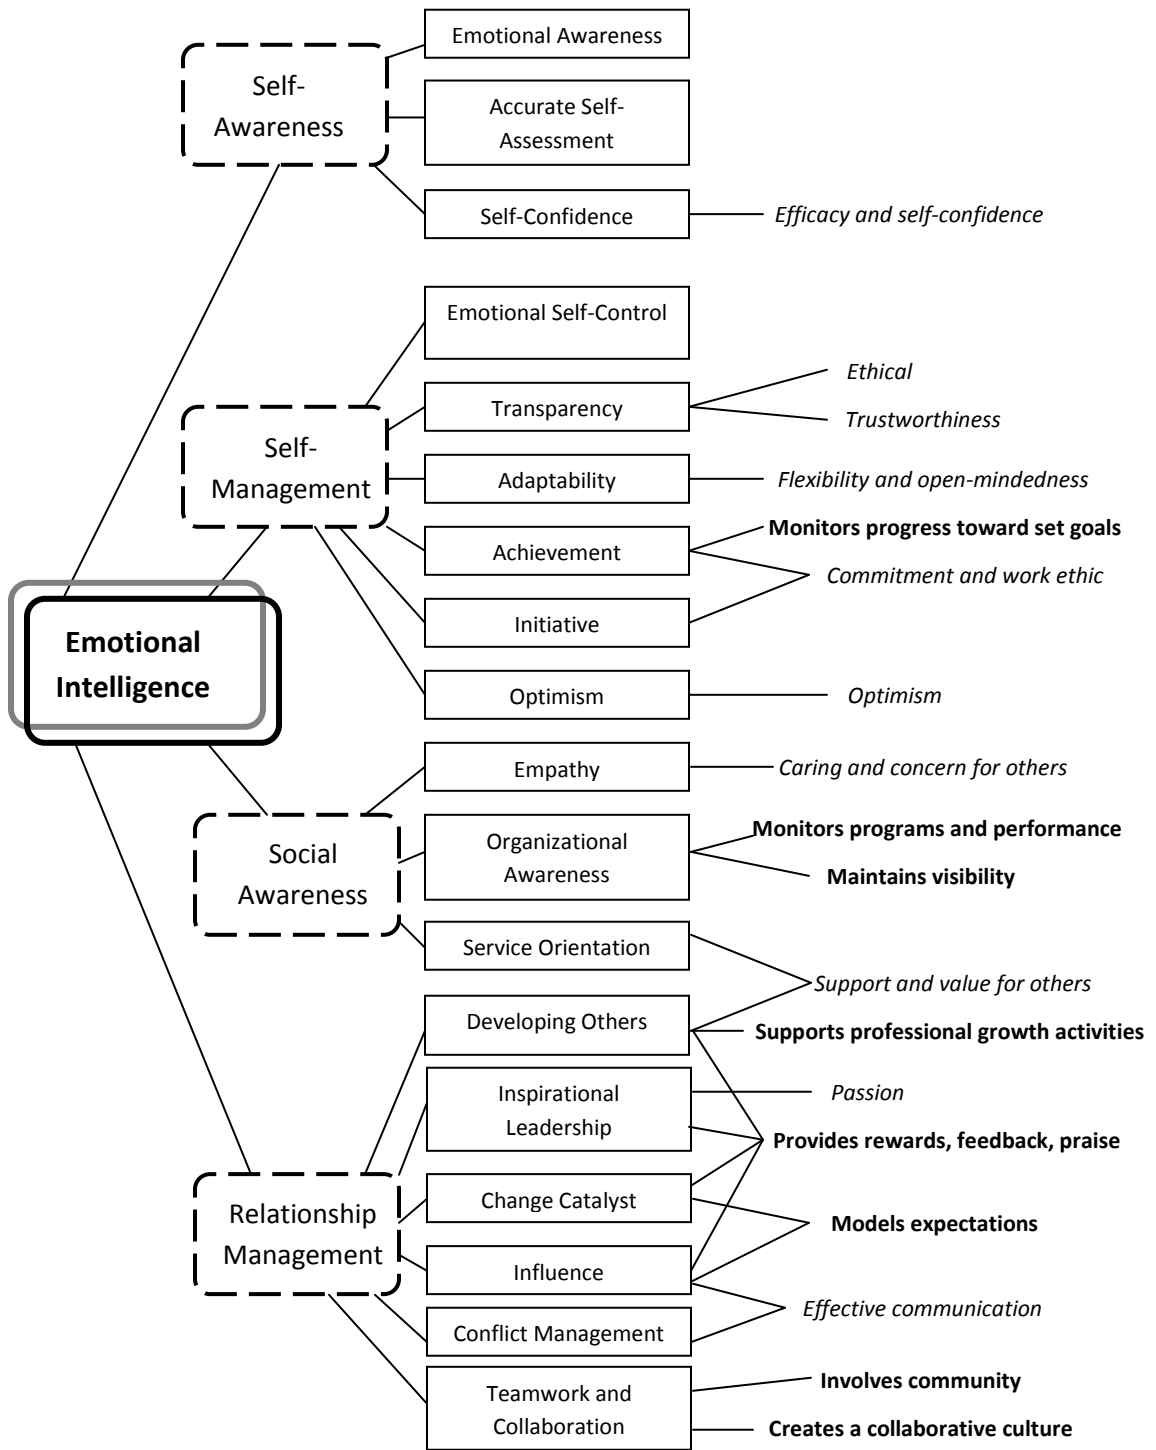 Emotional Awareness
Self-
Awareness
Accurate Self-
Assessment
Self-Confidence
Efficacy and self-confidence
Emotional Self-Control
Ethical
Transparency
Trustworthiness
Self-
Management
Adaptability
Flexibility and open-mindedness
Monitors progress toward set goals
Achievement
Commitment and work ethic
Initiative
Emotional
Intelligence
Optimism
Optimism
Empathy
Caring and concern for others
Monitors programs and performance
Social
Awareness
Organizational
Awareness
Maintains visibility
Service Orientation
Support and value for others
Developing Others
Supports professional growth activities
Inspirational
Leadership
Passion
Provides rewards, feedback, praise
Relationship
Management
Change Catalyst
Models expectations
Influence
Effective communication
Conflict Management
Teamwork and
Collaboration
Involves community
Creates a collaborative culture